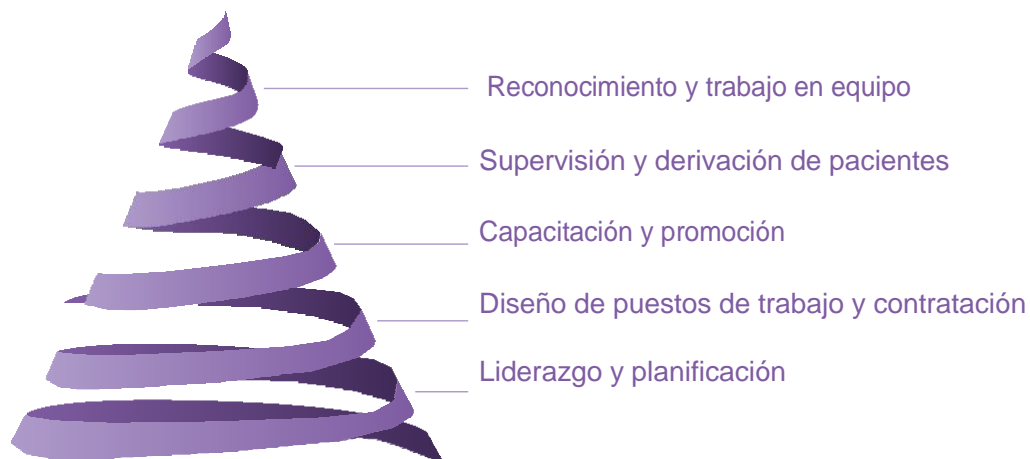 Reconocimiento y trabajo en equipo
Supervisión y derivación de pacientes
Capacitación y promoción
Diseño de puestos de trabajo y contratación
Liderazgo y planificación